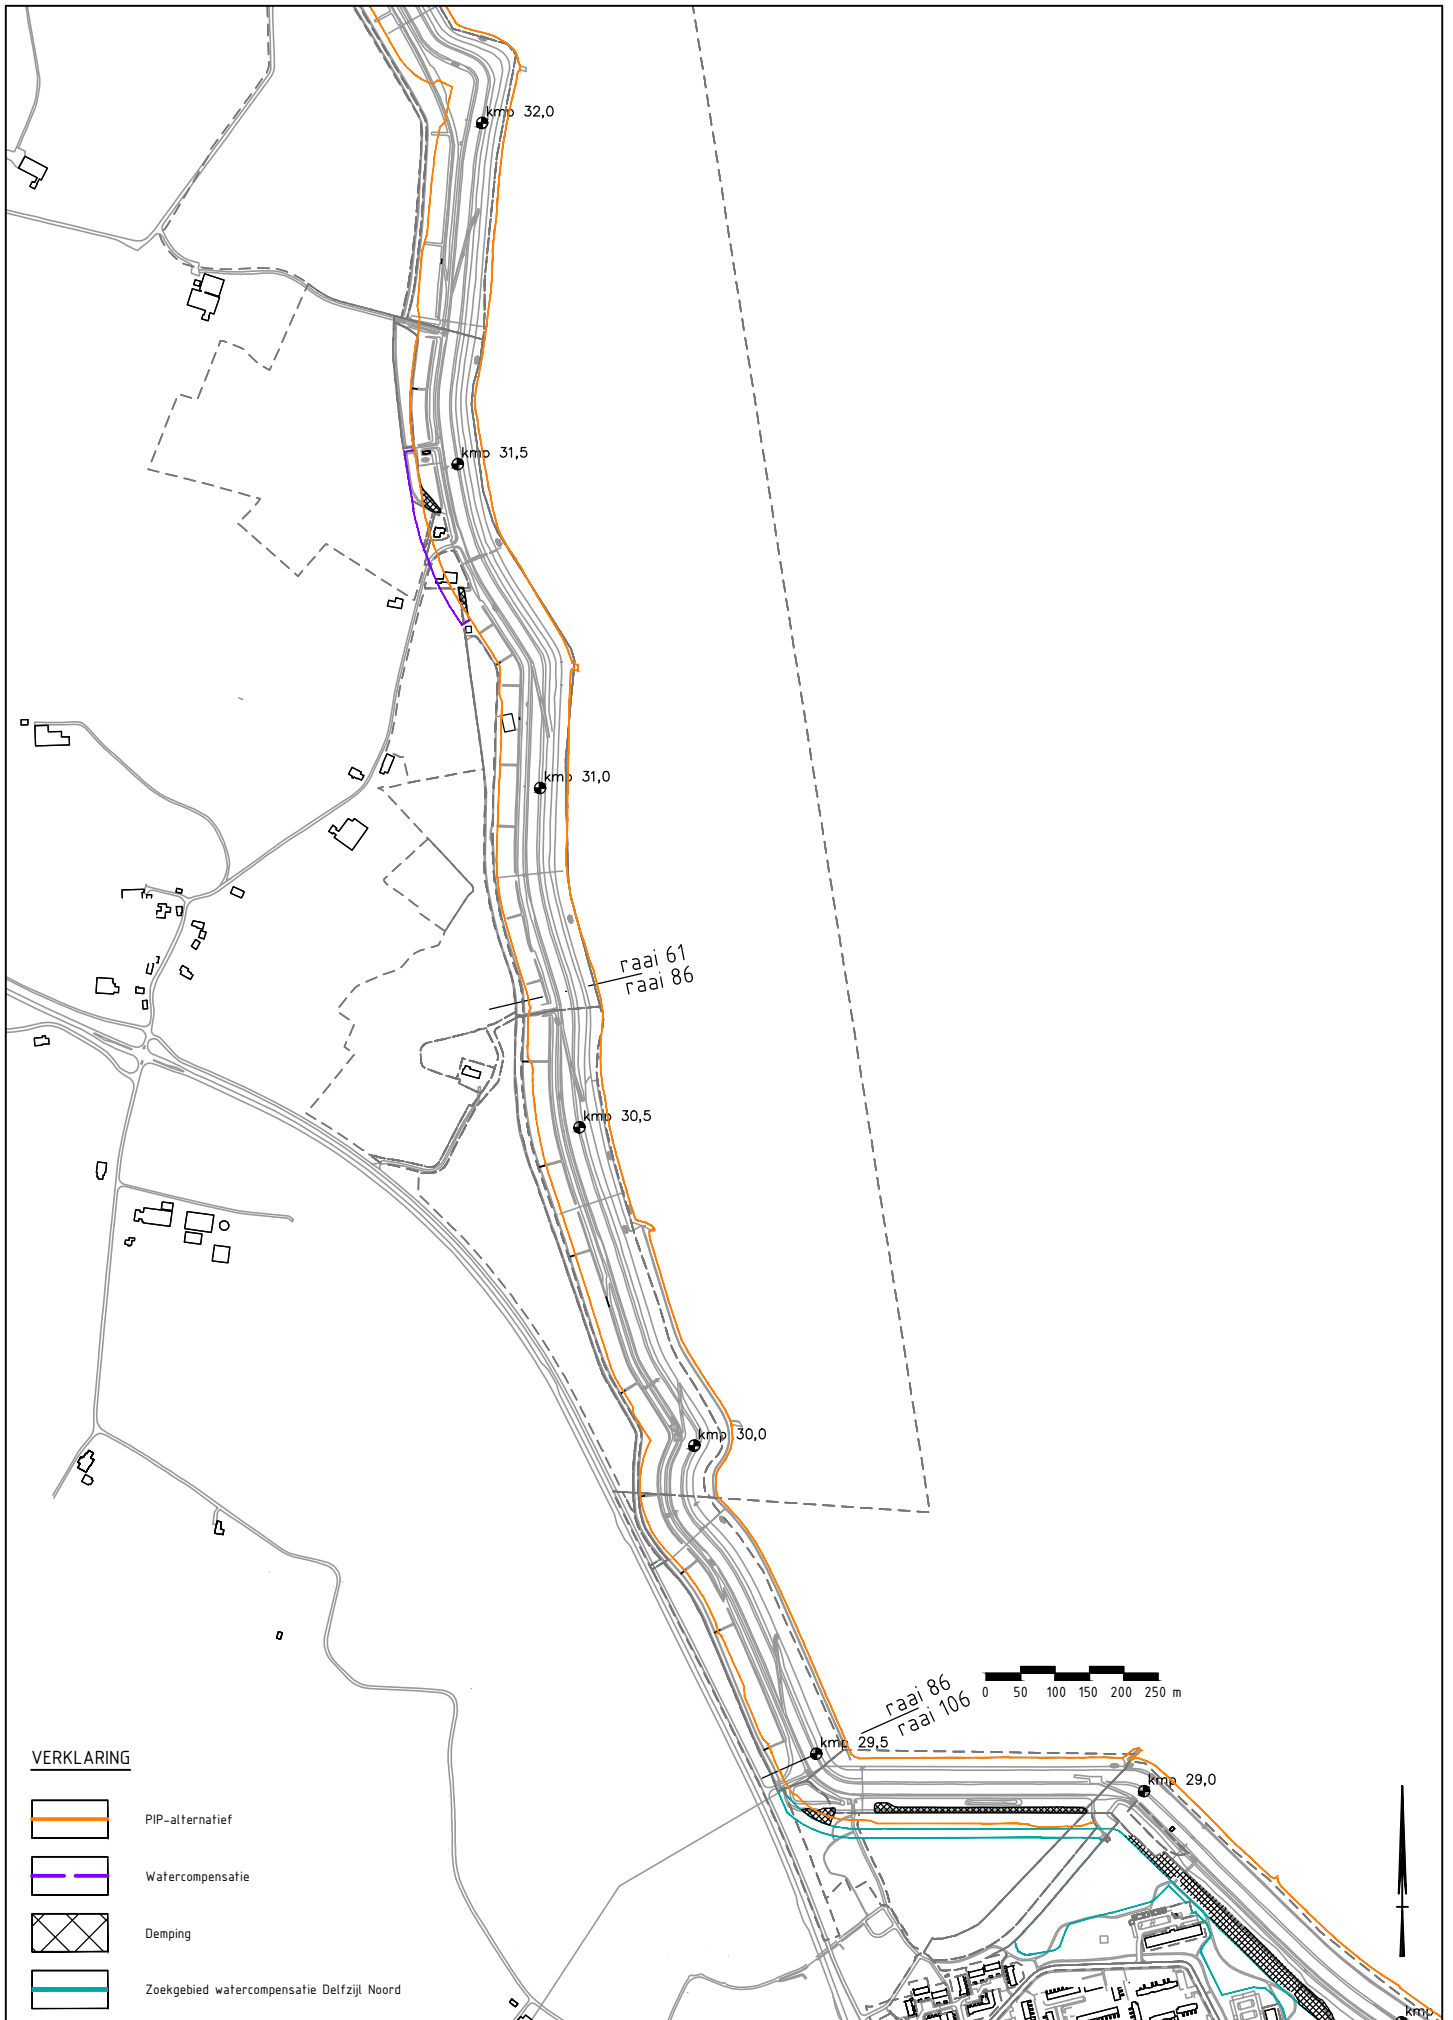 kmp 32,0
kmp 31,5
kmp 31,0
raai 61
raai 86
kmp 30,5
kmp 30,0
raai 86
raai 106
0 50 100 150 200 250 m
kmp 29,5
kmp 29,0
VERKLARING
PIP-alternatief
Watercompensatie
Demping
Zoekgebied watercompensatie Delfzijl Noord
kmp